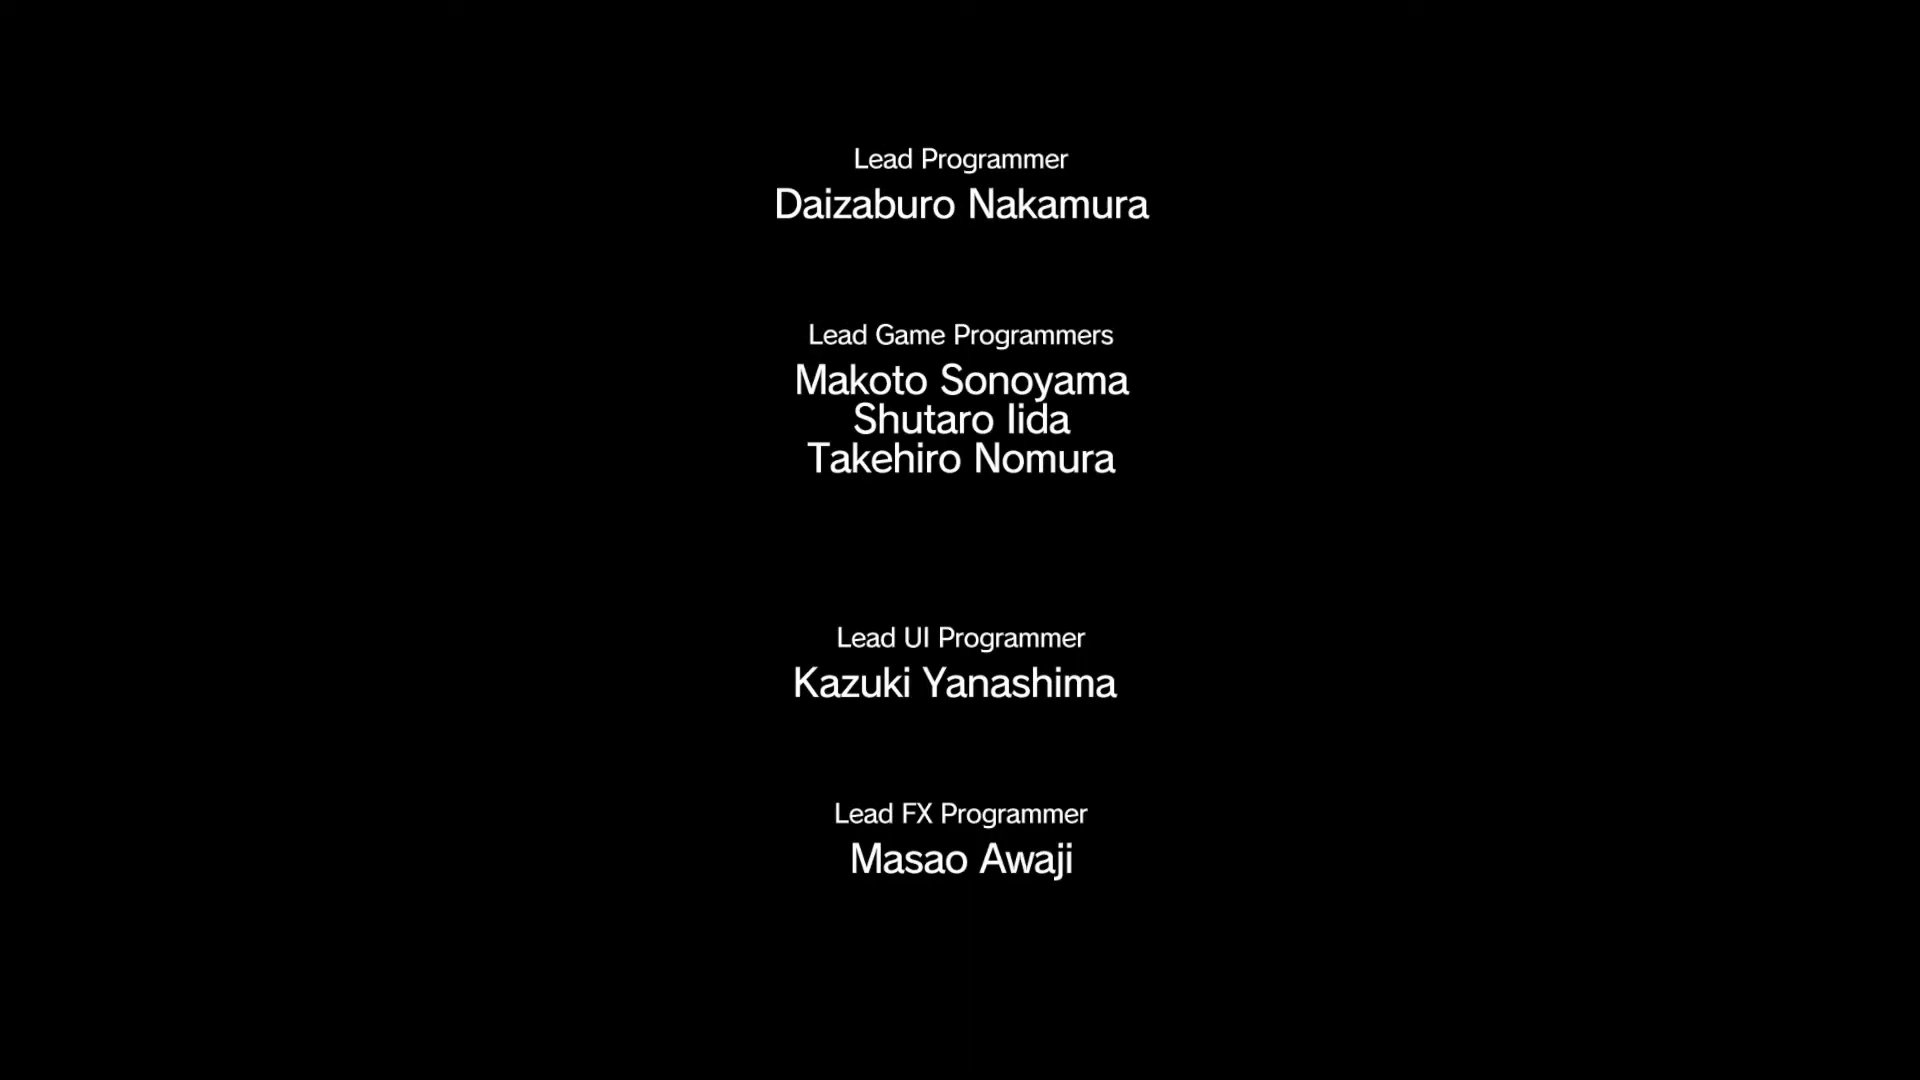 Lead Programmer
Daizaburo Nakamura
Lead Game Programmers
Makoto Sonoyama
Shutaro Iida
Takehiro Nomura
Lead UI Programmer
Kazuki Yanashima
Lead FX Programmer
Masao Awaji